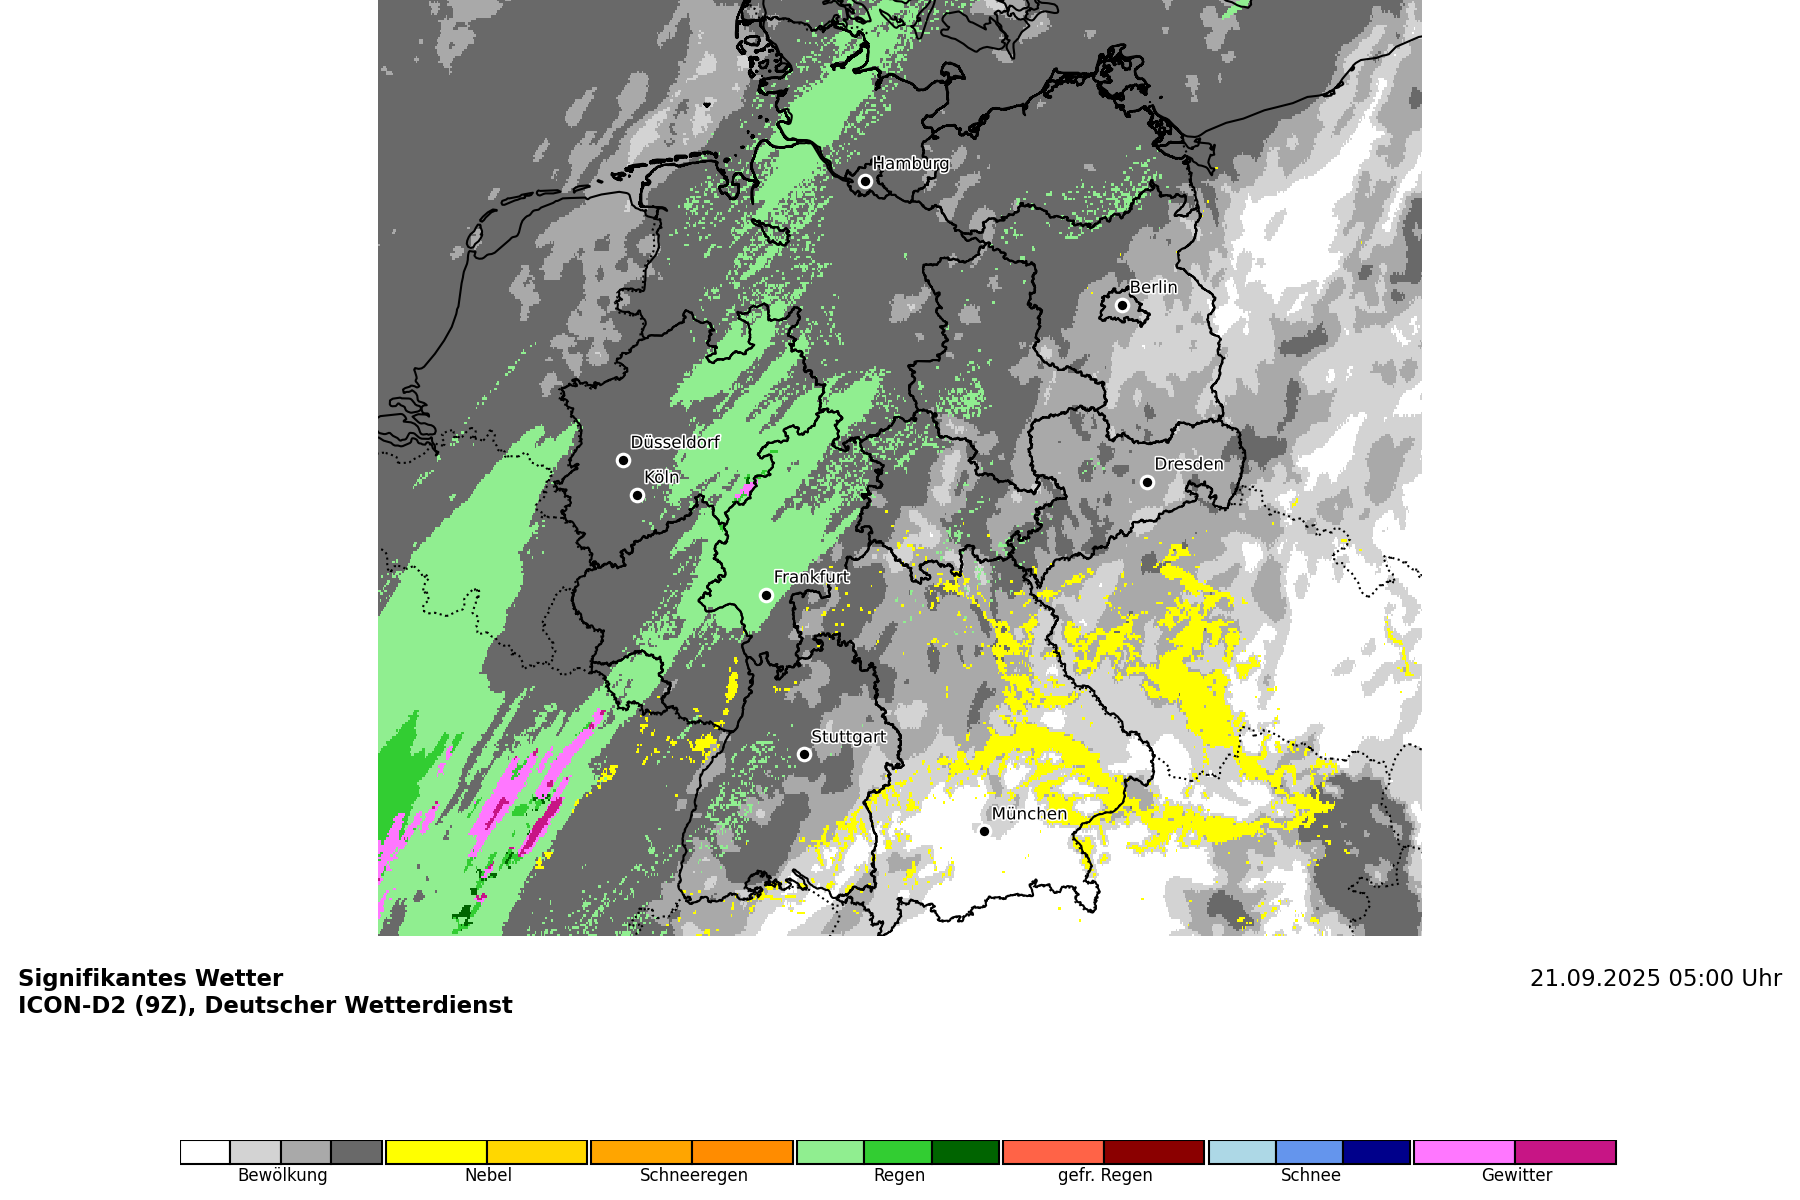 Hamburg
Berlin
Düsseldorf
Köln
Dresden
Frankfurt
Stuttgart
München
Signifikantes Wetter
ICON-D2 (9Z), Deutscher Wetterdienst
21.09.2025 05:00 Uhr
Bewölkung
Nebel
Schneeregen
Regen
gefr. Regen
Schnee
Gewitter